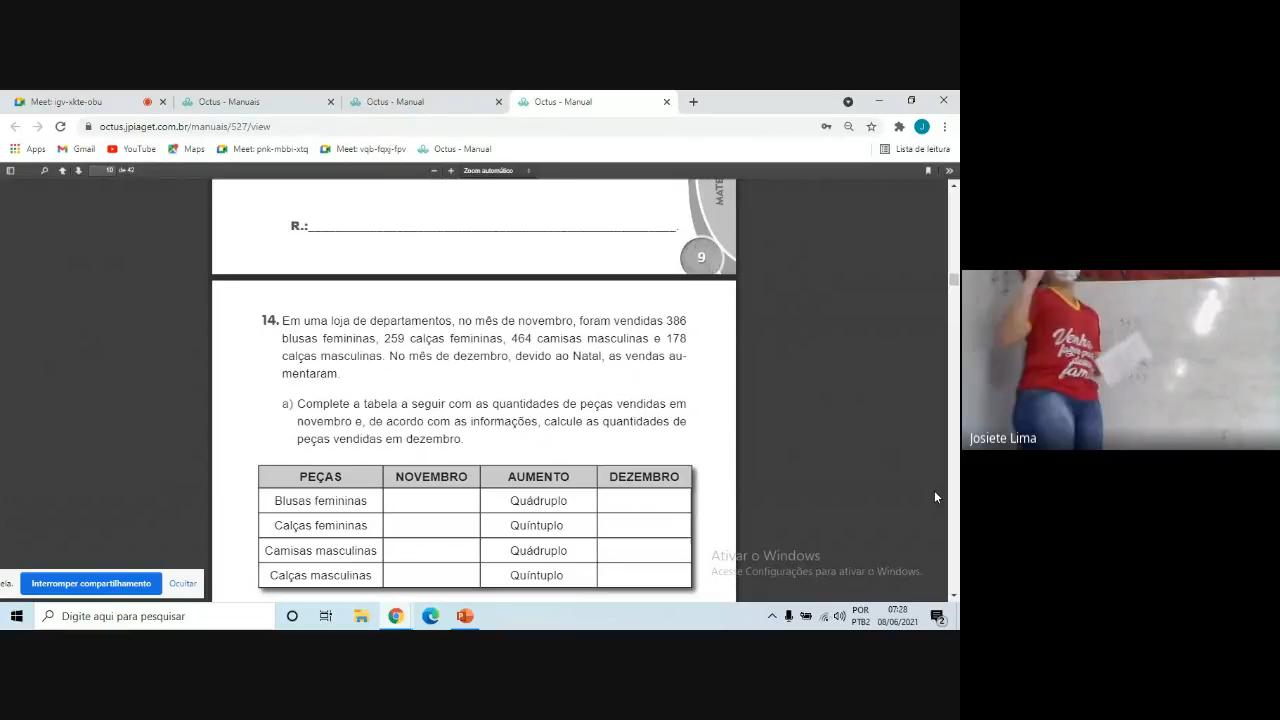 Meet: igv-xkte-obu
Octus - Manuais
Octus - Manual
Octus - Manual
octus.jpiaget.com.br/manuais/527/view
Apps
Gmail
YouTube
Maps
Meet: pnk-mbbi-xtq
Meet: vqb-fqxj-fpv
Octus - Manual
Lista de leitura
10 de 42
Zoom automático
MATE
R.:
9
14. Em uma loja de departamentos, no mês de novembro, foram vendidas 386
blusas femininas, 259 calças femininas, 464 camisas masculinas e 178
calças masculinas. No mês de dezembro, devido ao Natal, as vendas au-
mentaram.
a) Complete a tabela a seguir com as quantidades de peças vendidas em
novembro e, de acordo com as informações, calcule as quantidades de
peças vendidas em dezembro.
PEÇAS NOVEMBRO AUMENTO DEZEMBRO
Blusas femininas Quádruplo
Calças femininas Quíntuplo
Camisas masculinas Quádruplo
Calças masculinas Quíntuplo
Ativar o Windows
Acesse Configurações para ativar o Windows.
ela.
Interromper compartilhamento
Ocultar
Digite aqui para pesquisar
POR
PTB2
07:28
08/06/2021
2
Venha
Josiete Lima